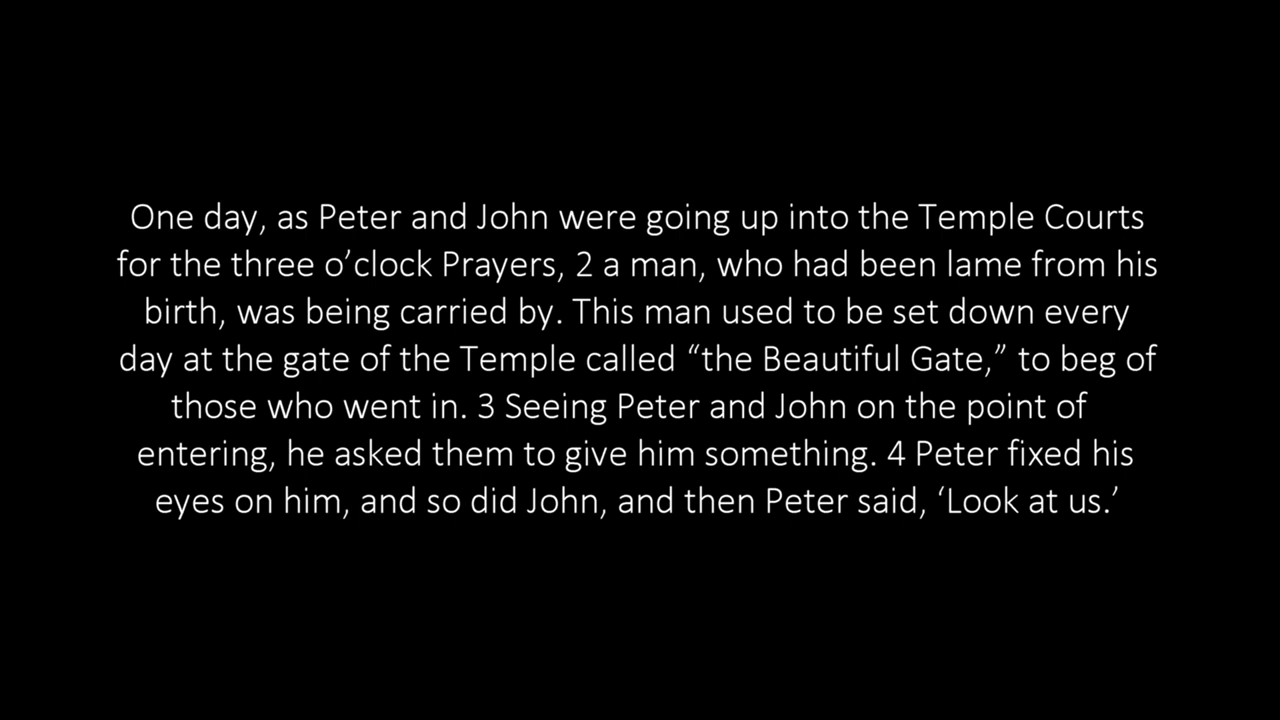 One day, as Peter and John were going up into the Temple Courts
for the three o’clock Prayers, 2 a man, who had been lame from his
birth, was being carried by. This man used to be set down every
day at the gate of the Temple called “the Beautiful Gate,” to beg of
those who went in. 3 Seeing Peter and John on the point of
entering, he asked them to give him something. 4 Peter fixed his
eyes on him, and so did John, and then Peter said, ‘Look at us.’